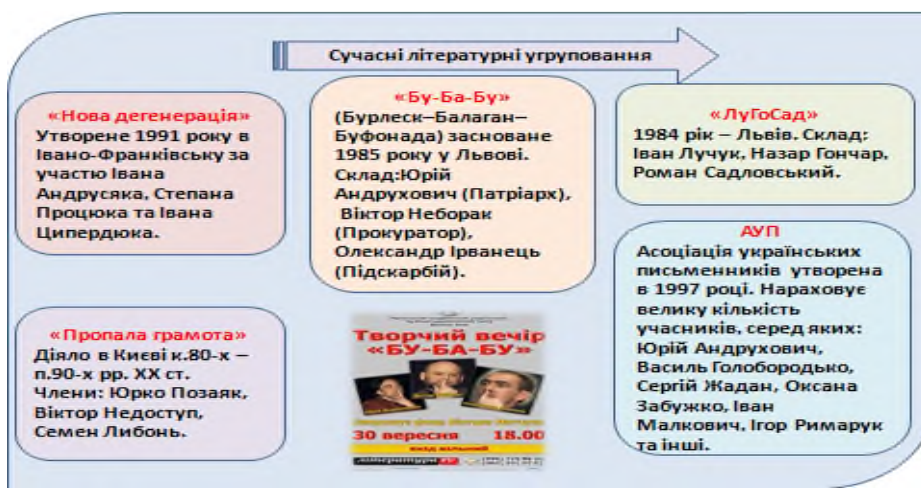 Сучасні літературні угруповання
«Нова дегенерація»
Утворене 1991 року в
Івано-Франківську за
участю Івана
Андрусяка, Степана
Процюка та Івана
Ципердюка.
«Пропала грамота»
Діяло в Києві к.80-х –
п.90-х рр. ХХ ст.
Члени: Юрко Позаяк,
Віктор Недоступ,
Семен Либонь.
«Бу-Ба-Бу»
(Бурлеск–Балаган–
Буфонада) засноване
1985 року у Львові.
Склад:Юрій
Андрухович (Патріарх),
Віктор Неборак
(Прокуратор),
Олександр Ірванець
(Підскарбій).
Творчий вечір
«БУ-БА-БУ»
30 вересня 18.00
вхід вільний
«ЛуГоСад»
1984 рік – Львів. Склад:
Іван Лучук, Назар Гончар,
Роман Садловський.
АУП
Асоціація українських
письменників утворена
в 1997 році. Нараховує
велику кількість
учасників, серед яких:
Юрій Андрухович,
Василь Голобородько,
Сергій Жадан, Оксана
Забужко, Іван
Малкович, Ігор Римарук
та інші.